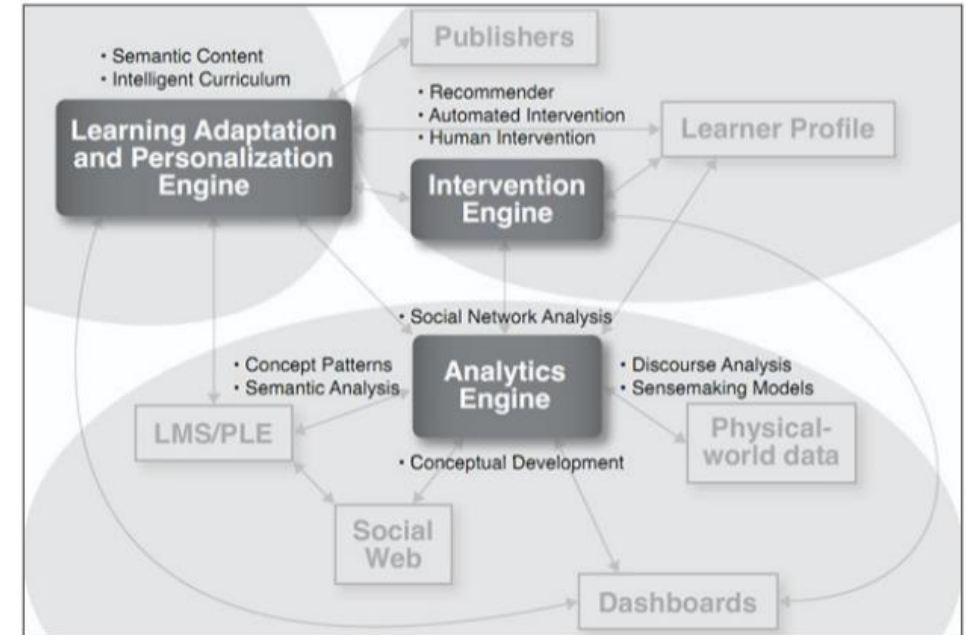 Publishers
• Semantic Content
• Intelligent Curriculum
• Recommender
• Automated Intervention
• Human Intervention
Learning Adaptation
and Personalization
Engine
Learner Profile
Intervention
Engine
• Social Network Analysis
• Concept Patterns
• Semantic Analysis
Analytics
Engine
• Discourse Analysis
• Sensemaking Models
LMS/PLE
Physical-
world data
• Conceptual Development
Social
Web
Dashboards